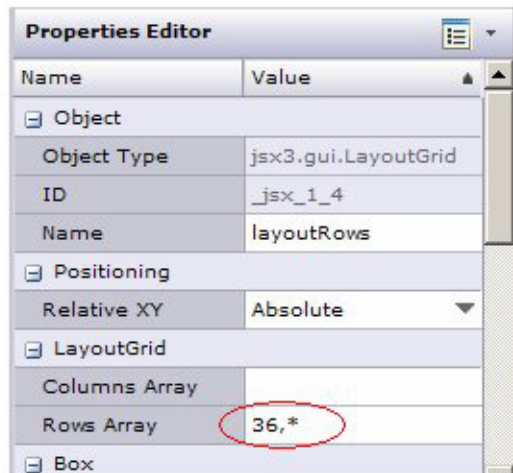 Properties Editor
Name Value
Object
Object Type jsx3.gui.LayoutGrid
ID _jsx_1_4
Name layoutRows
Positioning
Relative XY Absolute
LayoutGrid
Columns Array
Rows Array 36,*
Box